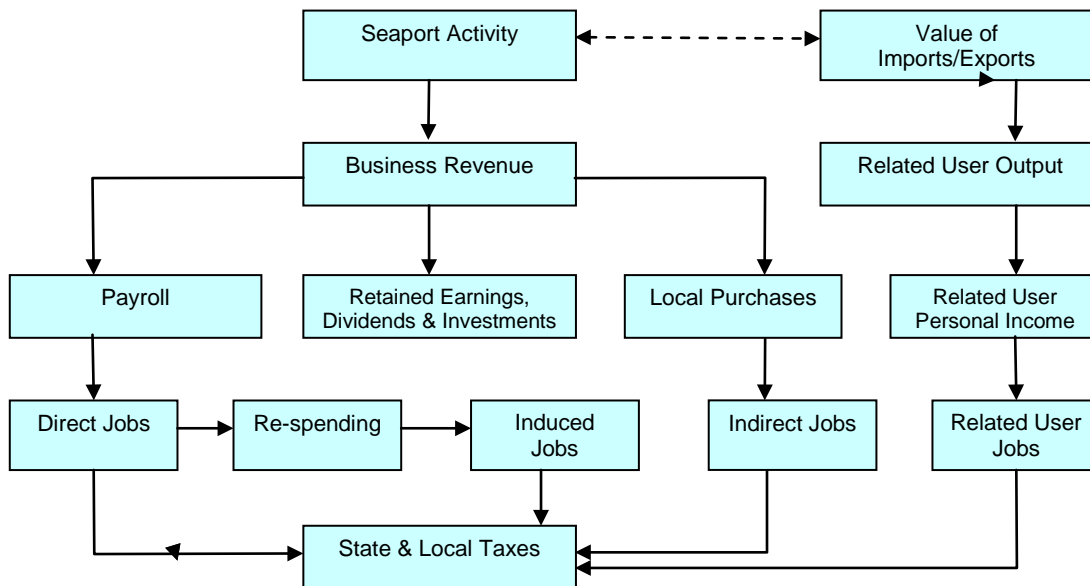 Seaport Activity
Value of
Imports/Exports
Business Revenue
Related User Output
Payroll
Retained Earnings,
Dividends & Investments
Local Purchases
Related User
Personal Income
Direct Jobs
Re-spending
Induced
Jobs
Indirect Jobs
Related User
Jobs
State & Local Taxes